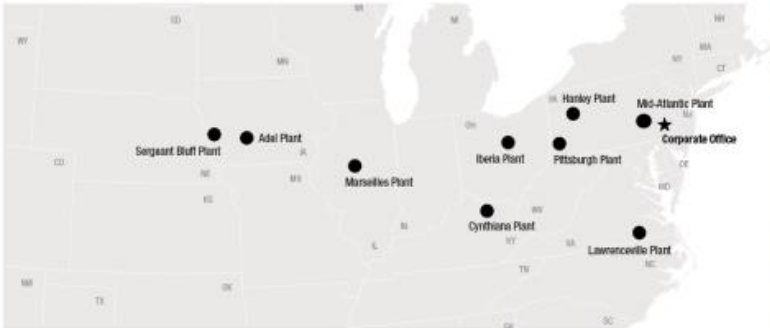 SD
WI
MI
NH
WY
MN
NY
MA
CT
Hanley Plant
PA
Mid-Atlantic Plant
NJ
OH
Corporate Office
Sergeant Bluff Plant
Adel Plant
IA
Iberia Plant
Pittsburgh Plant
CO
NE
MO
Marseilles Plant
DE
MD
KS
IN
Cynthiana Plant
WV
KY
VA
Lawrenceville Plant
IL
NC
TN
NM
TX
OK
SC
GA